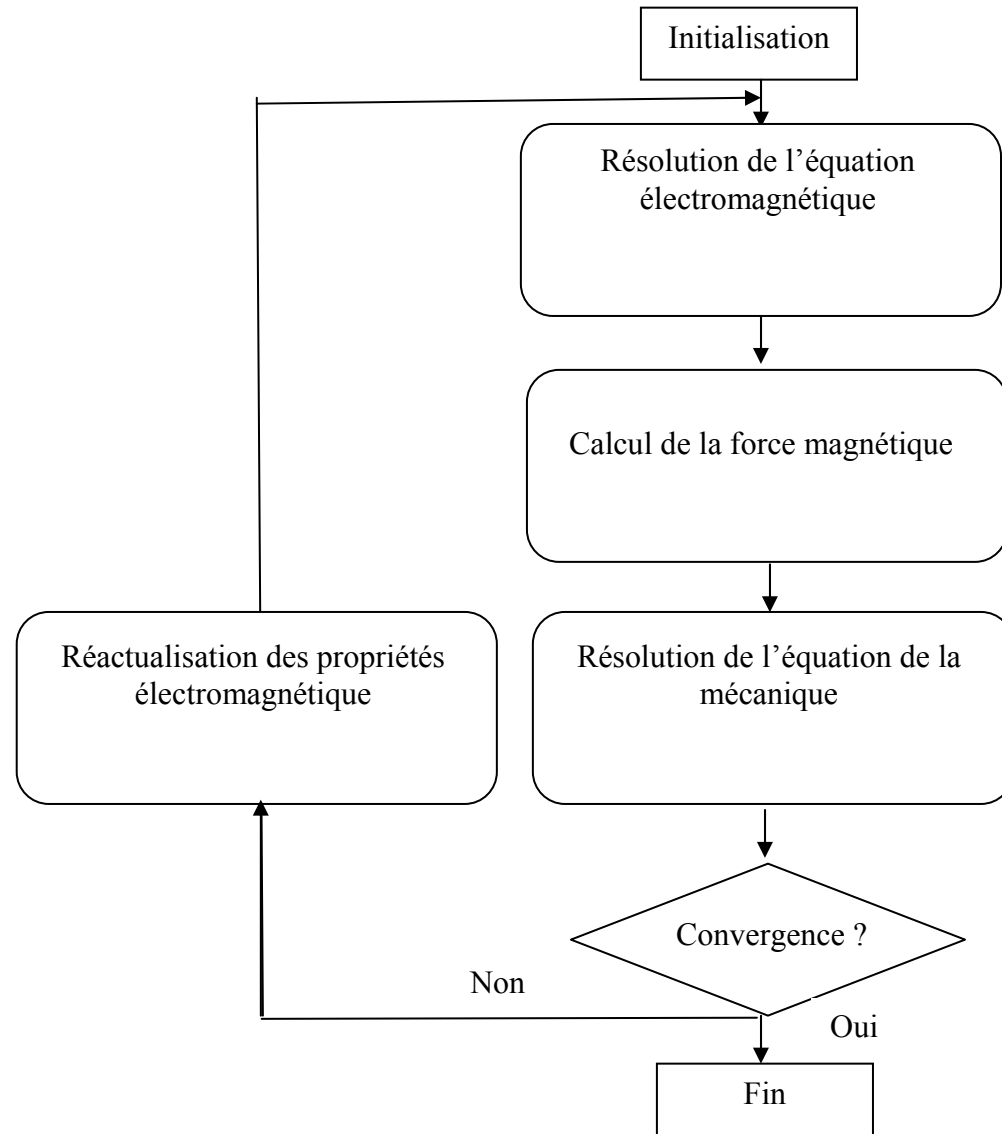 Initialisation
Résolution de l’équation
électromagnétique
Calcul de la force magnétique
Réactualisation des propriétés
électromagnétique
Résolution de l’équation de la
mécanique
Convergence ?
Non
Oui
Fin